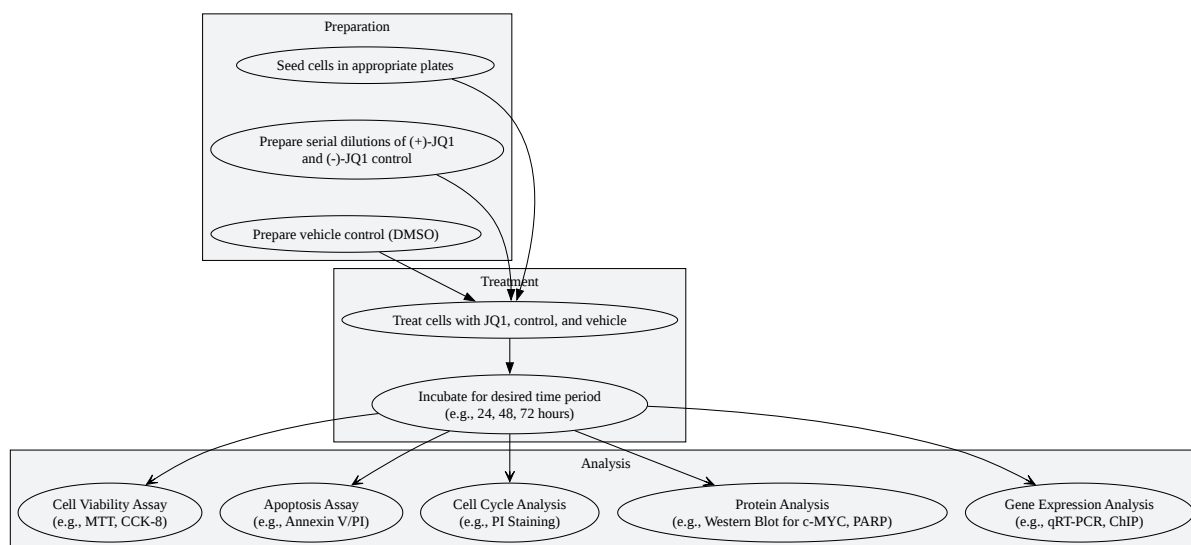 Preparation
Seed cells in appropriate plates
Prepare serial dilutions of (+)-JQ1
and (-)-JQ1 control
Prepare vehicle control (DMSO)
Treatment
Treat cells with JQ1, control, and vehicle
Incubate for desired time period
(e.g., 24, 48, 72 hours)
Analysis
Cell Viability Assay
(e.g., MTT, CCK-8)
Apoptosis Assay
(e.g., Annexin V/PI)
Cell Cycle Analysis
(e.g., PI Staining)
Protein Analysis
(e.g., Western Blot for c-MYC, PARP)
Gene Expression Analysis
(e.g., qRT-PCR, ChIP)